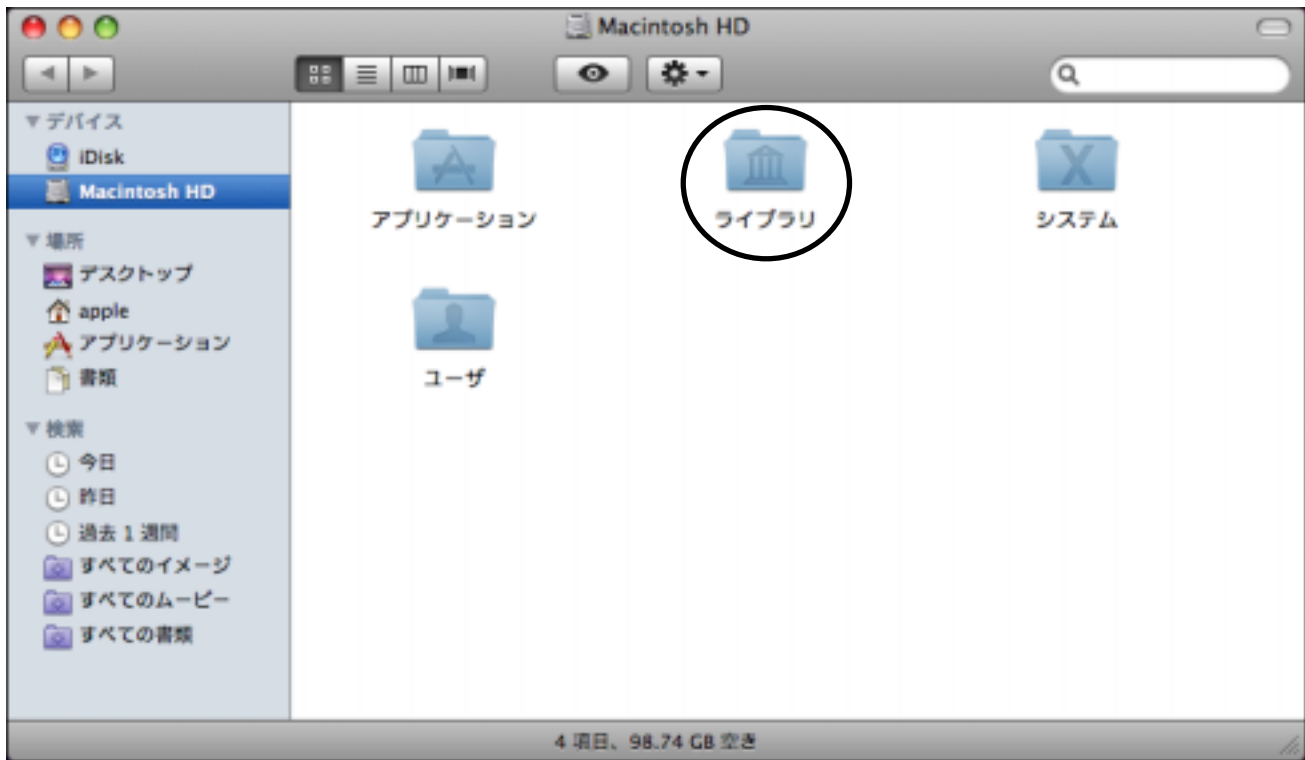 Macintosh HD
デバイス
iDisk
Macintosh HD
場所
デスクトップ
apple
アプリケーション
書類
検索
今日
昨日
過去 1 週間
すべてのイメージ
すべてのムービー
すべての書類
アプリケーション
ライブラリ
システム
ユーザ
4 項目、98.74 GB 空き